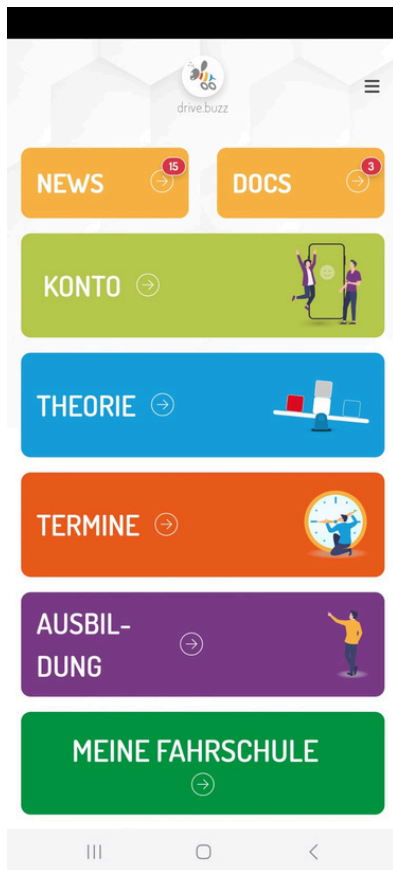 drive.buzz
NEWS 15 DOCS 3
KONTO
THEORIE
TERMINE
AUSBIL-
DUNG
MEINE FAHRSCHULE